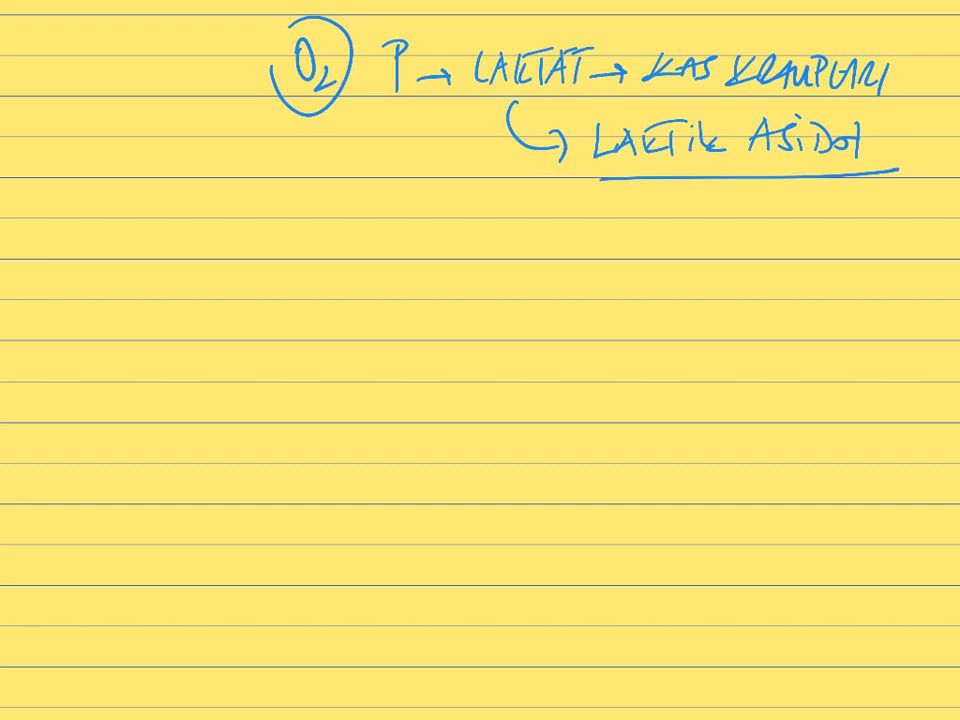 O₂ P → LAKTAT → KAS KRAMPLARI
↳ LAKTİK ASİDOZ